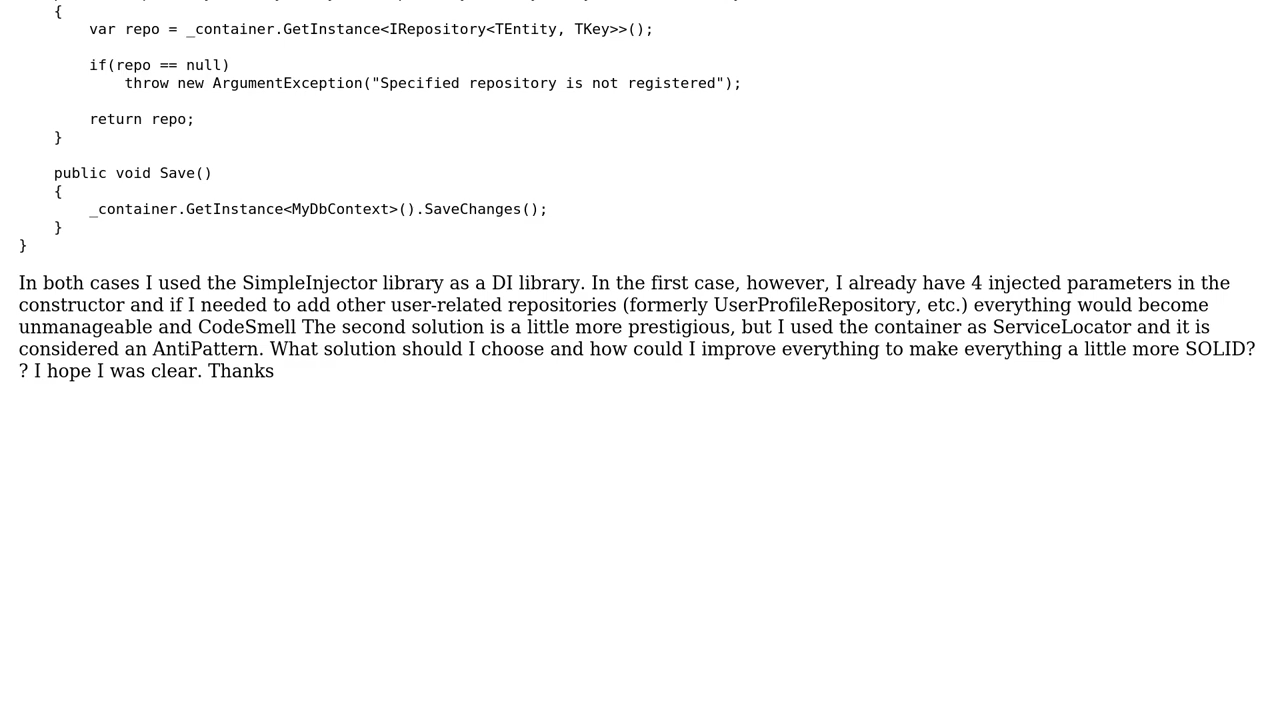 {
var repo = _container.GetInstance<IRepository<TEntity, TKey>>();
if(repo == null)
throw new ArgumentException("Specified repository is not registered");
return repo;
}
public void Save()
{
_container.GetInstance<MyDbContext>().SaveChanges();
}
}
In both cases I used the SimpleInjector library as a DI library. In the first case, however, I already have 4 injected parameters in the
constructor and if I needed to add other user-related repositories (formerly UserProfileRepository, etc.) everything would become
unmanageable and CodeSmell The second solution is a little more prestigious, but I used the container as ServiceLocator and it is
considered an AntiPattern. What solution should I choose and how could I improve everything to make everything a little more SOLID?
? I hope I was clear. Thanks